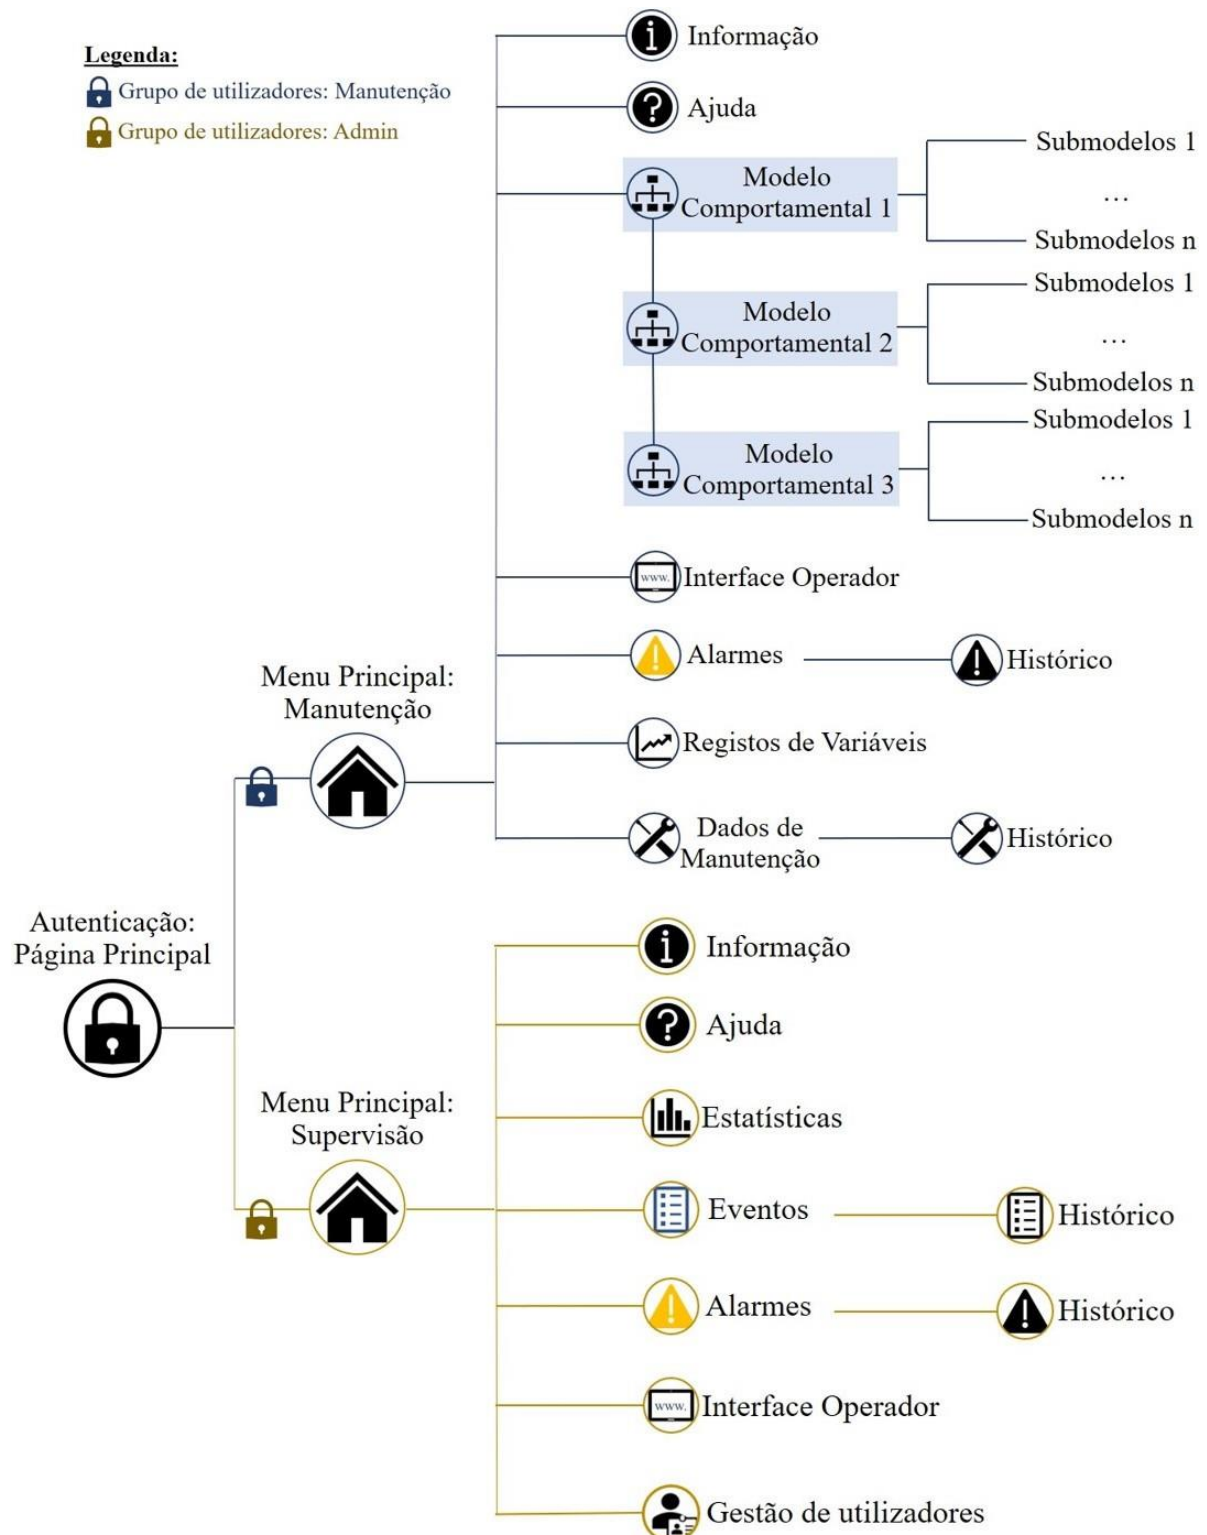 Legenda:
Grupo de utilizadores: Manutenção
Grupo de utilizadores: Admin
Informação
Ajuda
Modelo
Comportamental 1
Submodelos 1
...
Submodelos n
Modelo
Comportamental 2
Submodelos 1
...
Submodelos n
Modelo
Comportamental 3
Submodelos 1
...
Submodelos n
www.
Interface Operador
Alarmes
Histórico
Menu Principal:
Manutenção
Registos de Variáveis
Dados de
Manutenção
Histórico
Autenticação:
Página Principal
Informação
Ajuda
Menu Principal:
Supervisão
Estatísticas
Eventos
Histórico
Alarmes
Histórico
www.
Interface Operador
Gestão de utilizadores